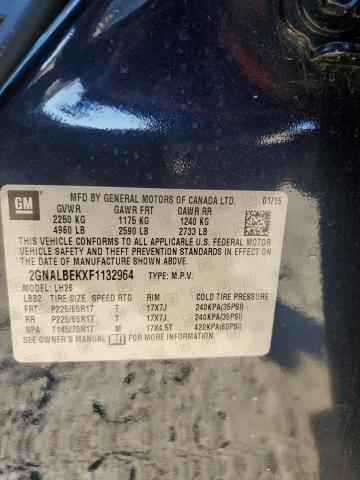 GM
MFD BY GENERAL MOTORS OF CANADA LTD. 01/15
GVWR GAWR FRT GAWR RR
2250 KG 1175 KG 1240 KG
4960 LB 2590 LB 2733 LB
THIS VEHICLE CONFORMS TO ALL APPLICABLE U.S. FEDERAL MOTOR
VEHICLE SAFETY AND THEFT PREVENTION STANDARDS IN EFFECT ON
THE DATE OF MANUFACTURE SHOWN ABOVE.
2GNALBEKXF1132964 TYPE: M.P.V.
MODEL: LH26
LBB2 TIRE SIZE SPEED RTG RIM COLD TIRE PRESSURE
FRT P225/65R17 T 17X7J 240KPA(35PSI)
RR P225/65R17 T 17X7J 240KPA(35PSI)
SPA T145/70R17 M 17X4.5T 420KPA(60PSI)
SEE OWNER'S MANUAL FOR MORE INFORMATION.